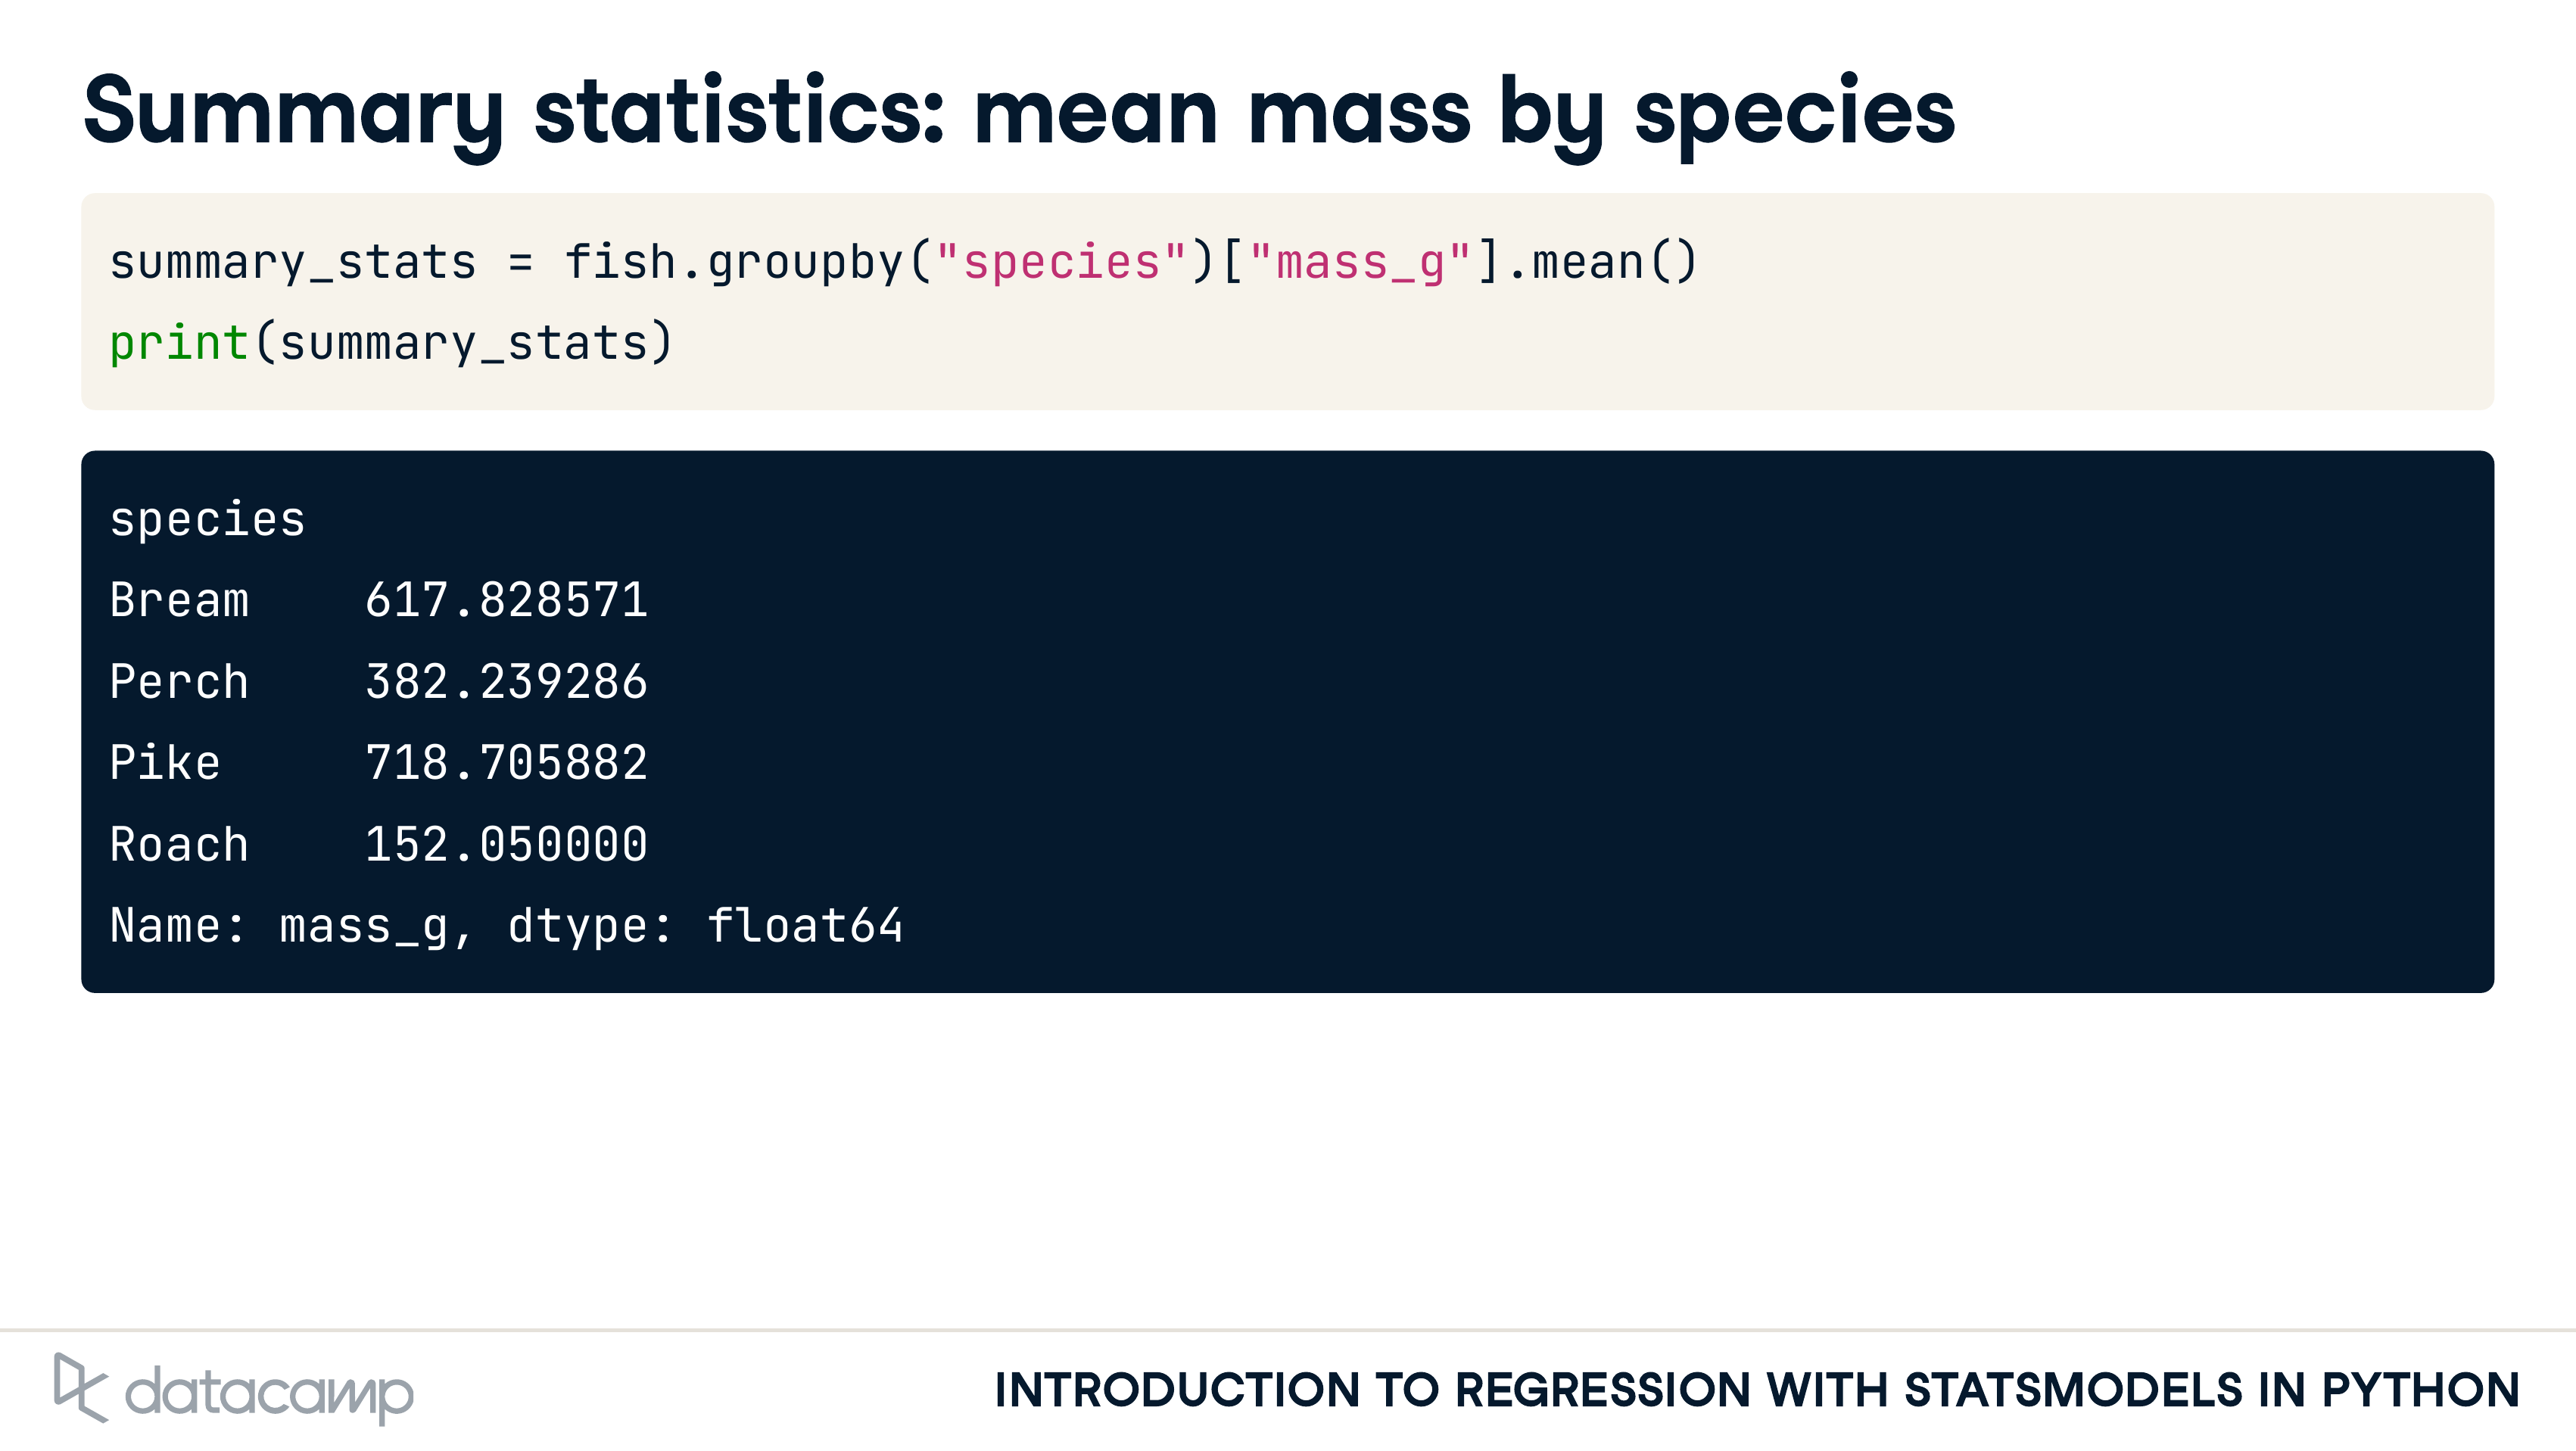 Summary statistics: mean mass by species
summary_stats = fish.groupby("species")["mass_g"].mean()
print(summary_stats)
species
Bream    617.828571
Perch    382.239286
Pike     718.705882
Roach    152.050000
Name: mass_g, dtype: float64
datacamp
INTRODUCTION TO REGRESSION WITH STATSMODELS IN PYTHON